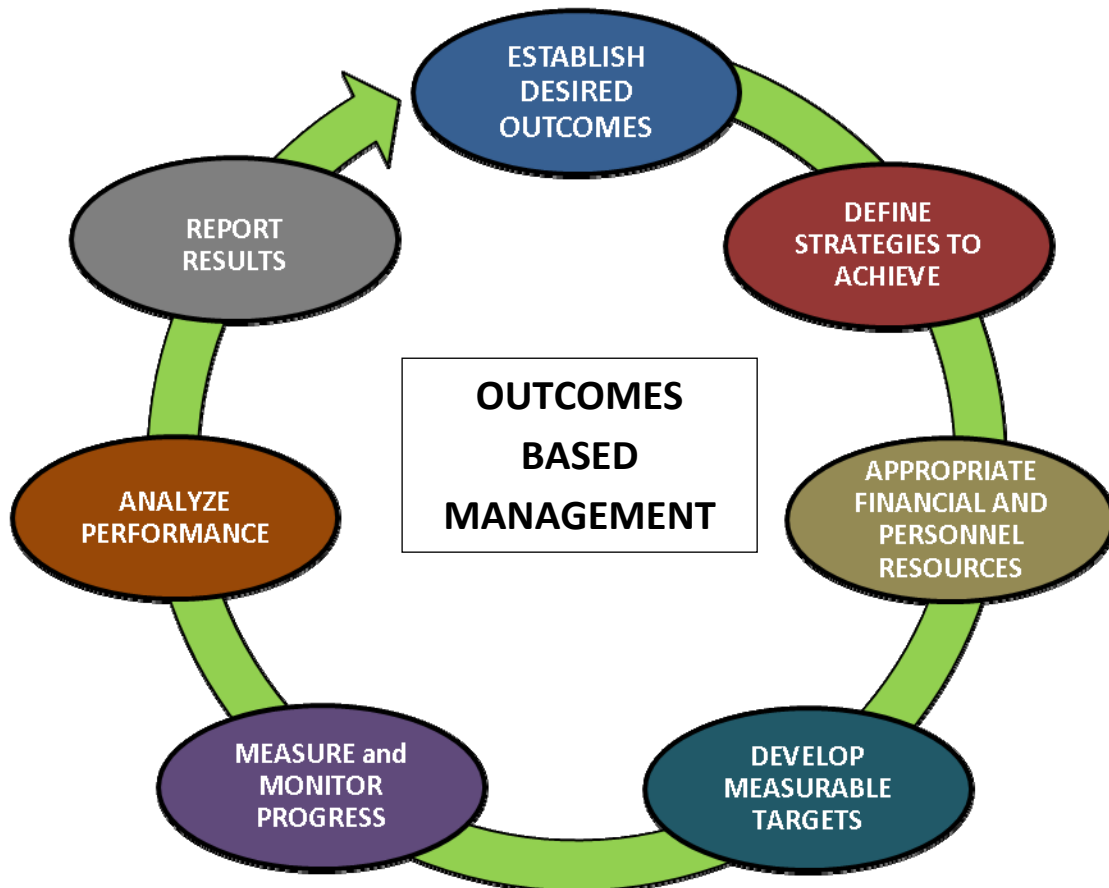 ESTABLISH
DESIRED
OUTCOMES
DEFINE
STRATEGIES TO
ACHIEVE
APPROPRIATE
FINANCIAL AND
PERSONNEL
RESOURCES
DEVELOP
MEASURABLE
TARGETS
MEASURE and
MONITOR
PROGRESS
ANALYZE
PERFORMANCE
REPORT
RESULTS
OUTCOMES
BASED
MANAGEMENT